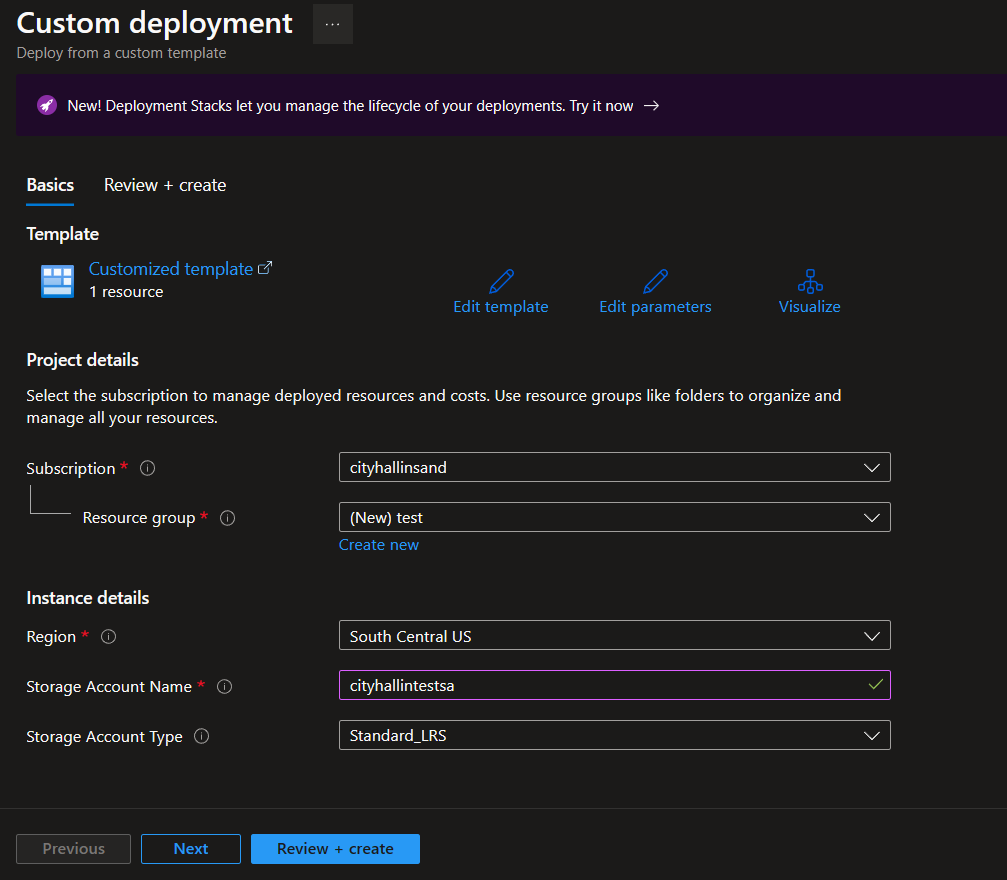 Custom deployment
...
Deploy from a custom template
New! Deployment Stacks let you manage the lifecycle of your deployments. Try it now →
Basics
Review + create
Template
Customized template
1 resource
Edit template
Edit parameters
Visualize
Project details
Select the subscription to manage deployed resources and costs. Use resource groups like folders to organize and
manage all your resources.
Subscription *
cityhallinsand
Resource group *
(New) test
Create new
Instance details
Region *
South Central US
Storage Account Name *
cityhallintestsa
Storage Account Type
Standard_LRS
Previous
Next
Review + create